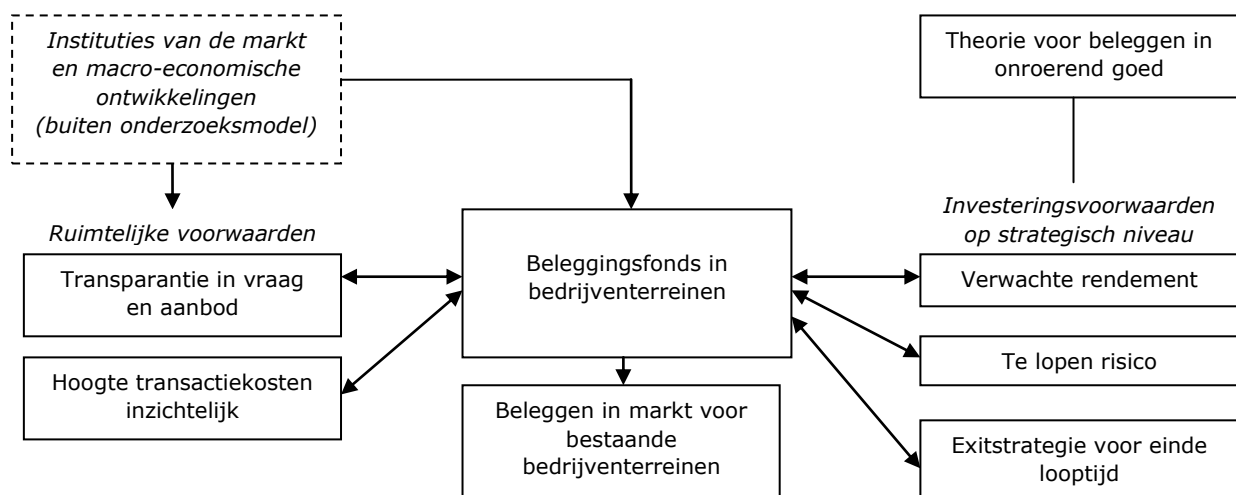 Instituties van de markt
en macro-economische
ontwikkelingen
(buiten onderzoeksmodel)
Theorie voor beleggen in
onroerend goed
Ruimtelijke voorwaarden
Transparantie in vraag
en aanbod
Hoogte transactiekosten
inzichtelijk
Beleggingsfonds in
bedrijventerreinen
Beleggen in markt voor
bestaande
bedrijventerreinen
Investeringsvoorwaarden
op strategisch niveau
Verwachte rendement
Te lopen risico
Exitstrategie voor einde
looptijd